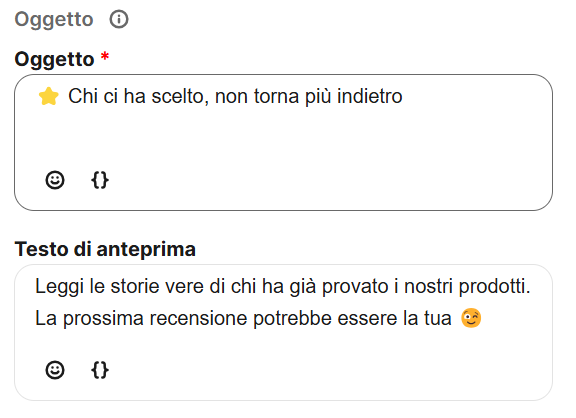 Oggetto
Oggetto *
⭐ Chi ci ha scelto, non torna più indietro
{}
Testo di anteprima
Leggi le storie vere di chi ha già provato i nostri prodotti.
La prossima recensione potrebbe essere la tua 😉
{}